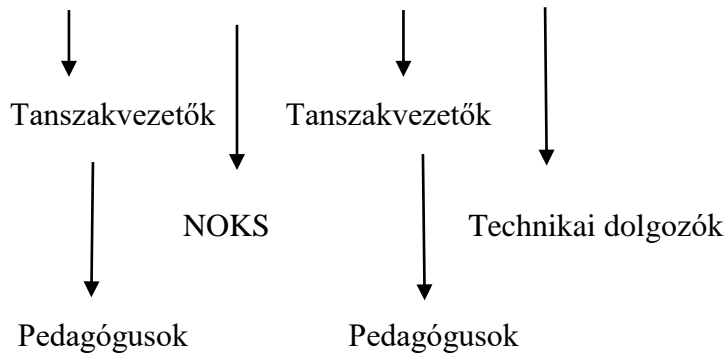 Tanszakvezetők Tanszakvezetők
NOKS Technikai dolgozók
Pedagógusok Pedagógusok